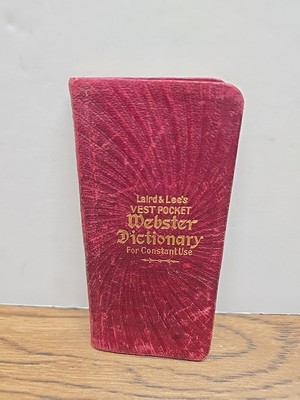 Laird & Lee's
VEST POCKET
Webster
Dictionary
For Constant Use